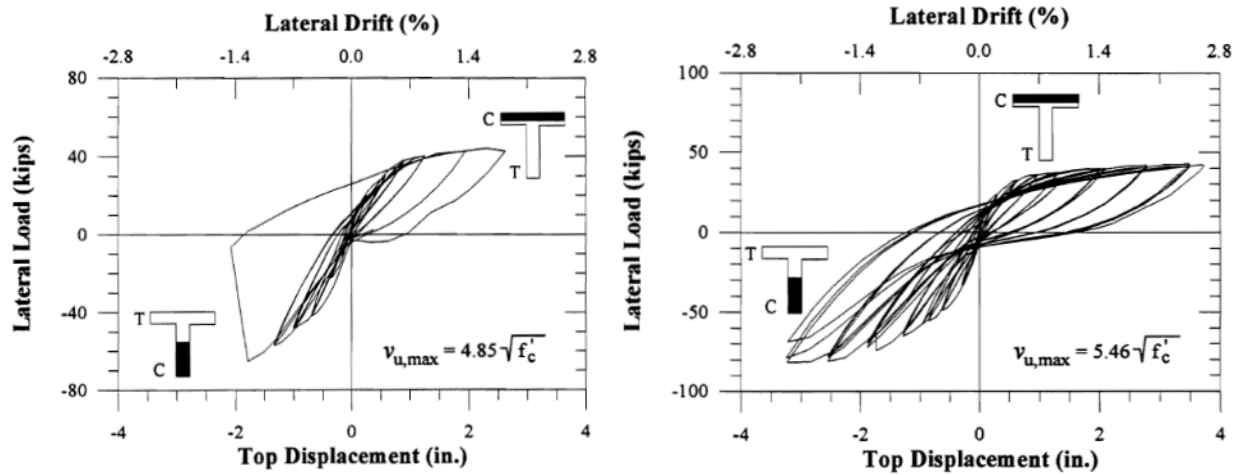 Lateral Drift (%)
-2.8 -1.4 0.0 1.4 2.8
80
40
0
-40
-80
Lateral Load (kips)
C
T
T
C
v_u,max = 4.85 √f'c
-4 -2 0 2 4
Top Displacement (in.)
Lateral Drift (%)
-2.8 -1.4 0.0 1.4 2.8
100
50
0
-50
-100
Lateral Load (kips)
C
T
T
C
v_u,max = 5.46 √f'c
-4 -2 0 2 4
Top Displacement (in.)